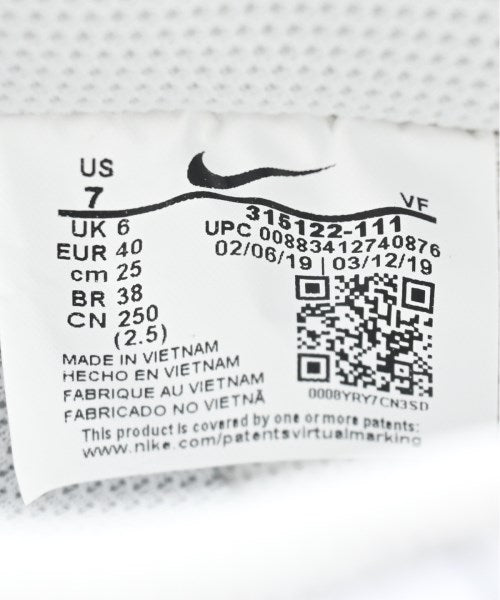 US
7
VF
315122-111
UPC 00883412740876
02/06/19 | 03/12/19
UK 6
EUR 40
cm 25
BR 38
CN 250
(2.5)
0008YRY7CN3SD
MADE IN VIETNAM
HECHO EN VIETNAM
FABRIQUE AU VIETNAM
FABRICADO NO VIETNÃ
This product is covered by one or more patents:
www.nike.com/patentsvirtualmarking